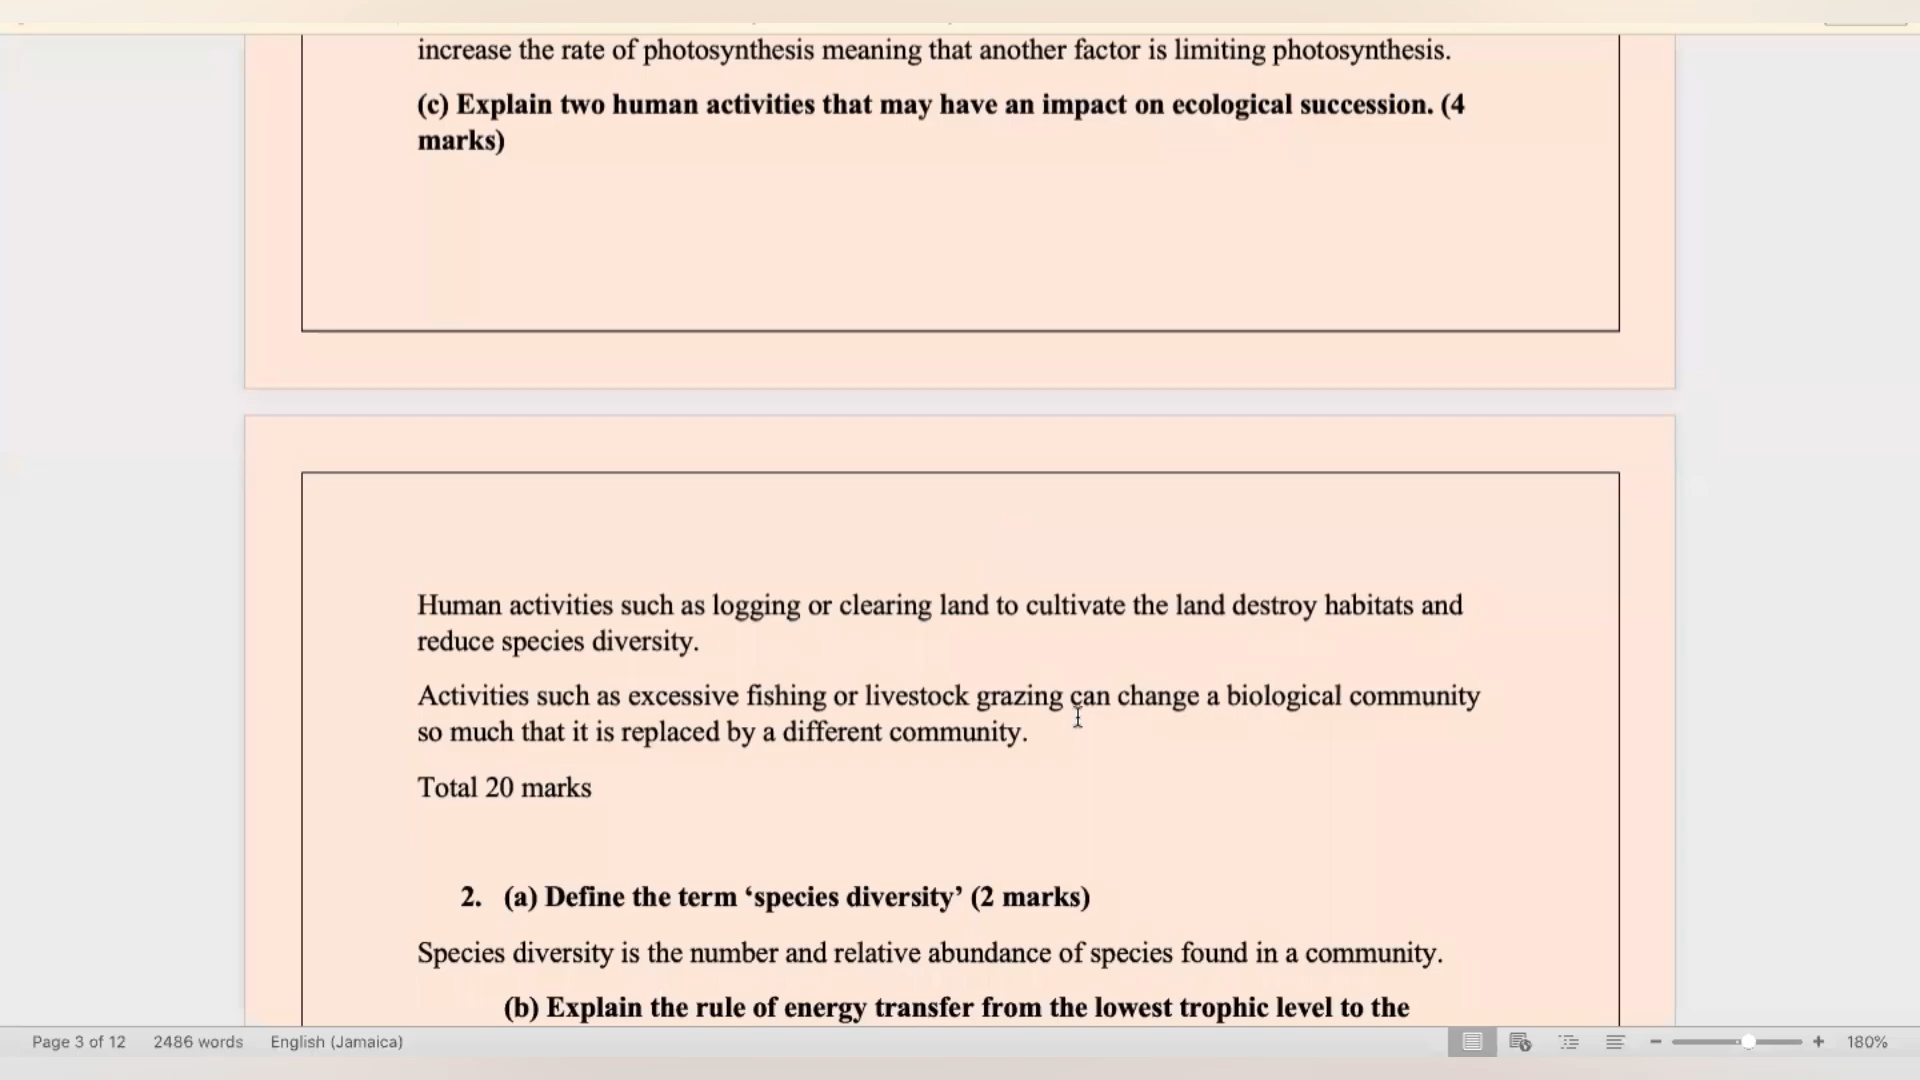 increase the rate of photosynthesis meaning that another factor is limiting photosynthesis.
(c) Explain two human activities that may have an impact on ecological succession. (4
marks)
Human activities such as logging or clearing land to cultivate the land destroy habitats and
reduce species diversity.
Activities such as excessive fishing or livestock grazing can change a biological community
so much that it is replaced by a different community.
Total 20 marks
2. (a) Define the term ‘species diversity’ (2 marks)
Species diversity is the number and relative abundance of species found in a community.
(b) Explain the rule of energy transfer from the lowest trophic level to the
Page 3 of 12 2486 words English (Jamaica) 180%